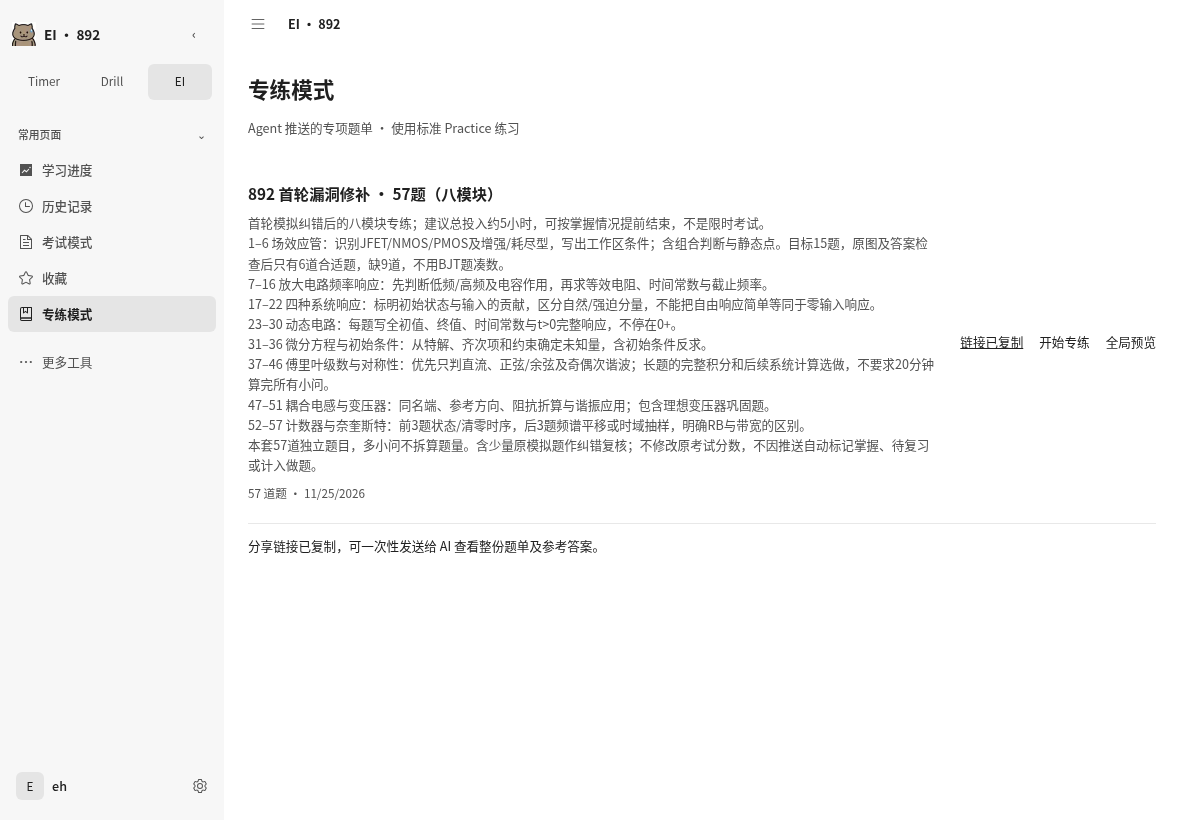 EI · 892
‹
Timer Drill EI
常用页面
学习进度
历史记录
考试模式
收藏
专练模式
更多工具
E eh
EI · 892
专练模式
Agent 推送的专项题单 · 使用标准 Practice 练习
892 首轮漏洞修补 · 57题（八模块）
首轮模拟纠错后的八模块专练；建议总投入约5小时，可按掌握情况提前结束，不是限时考试。
1–6 场效应管：识别JFET/NMOS/PMOS及增强/耗尽型，写出工作区条件；含组合判断与静态点。目标15题，原图及答案检
查后只有6道合适题，缺9道，不用BJT题凑数。
7–16 放大电路频率响应：先判断低频/高频及电容作用，再求等效电阻、时间常数与截止频率。
17–22 四种系统响应：标明初始状态与输入的贡献，区分自然/强迫分量，不能把自由响应简单等同于零输入响应。
23–30 动态电路：每题写全初值、终值、时间常数与t>0完整响应，不停在0+。
31–36 微分方程与初始条件：从特解、齐次项和约束确定未知量，含初始条件反求。
37–46 傅里叶级数与对称性：优先只判直流、正弦/余弦及奇偶次谐波；长题的完整积分和后续系统计算选做，不要求20分钟
算完所有小问。
47–51 耦合电感与变压器：同名端、参考方向、阻抗折算与谐振应用；包含理想变压器巩固题。
52–57 计数器与奈奎斯特：前3题状态/清零时序，后3题频谱平移或时域抽样，明确RB与带宽的区别。
本套57道独立题目，多小问不拆算题量。含少量原模拟题作纠错复核；不修改原考试分数，不因推送自动标记掌握、待复习
或计入做题。
57 道题 · 11/25/2026
链接已复制 开始专练 全局预览
分享链接已复制，可一次性发送给 AI 查看整份题单及参考答案。